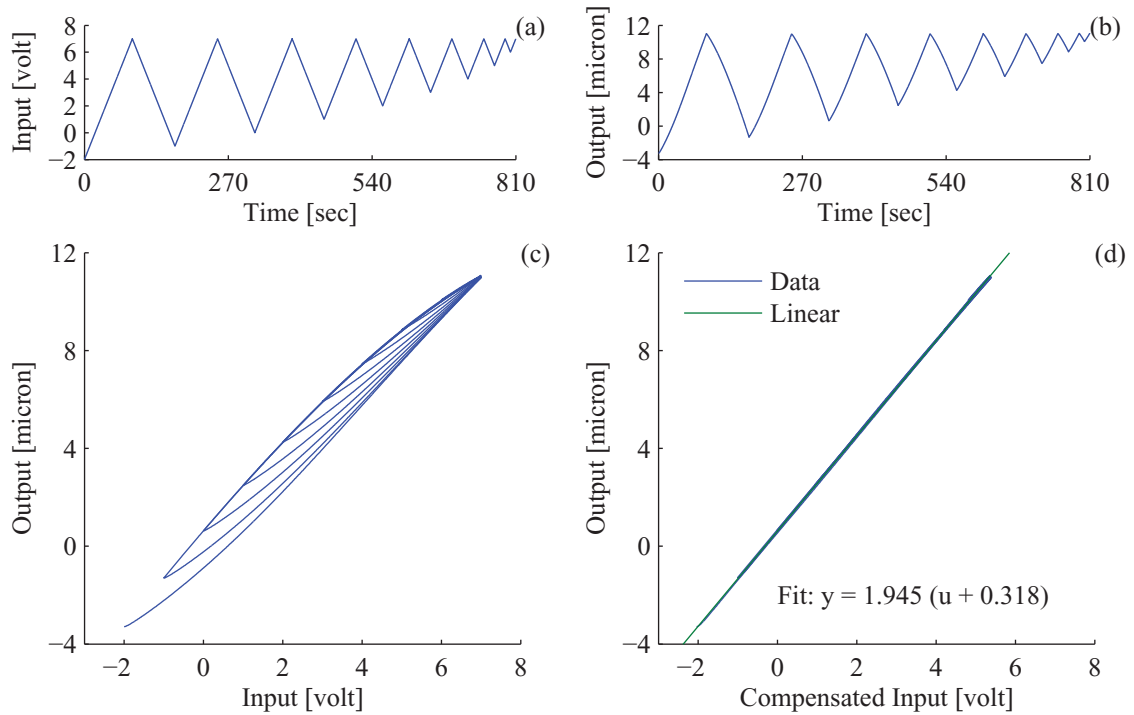 (a)
8
6
4
2
0
−2
Input [volt]
0 270 540 810
Time [sec]
(b)
12
8
4
0
−4
Output [micron]
0 270 540 810
Time [sec]
(c)
12
8
4
0
−4
Output [micron]
−2 0 2 4 6 8
Input [volt]
(d)
12
8
4
0
−4
Output [micron]
Data
Linear
Fit: y = 1.945 (u + 0.318)
−2 0 2 4 6 8
Compensated Input [volt]